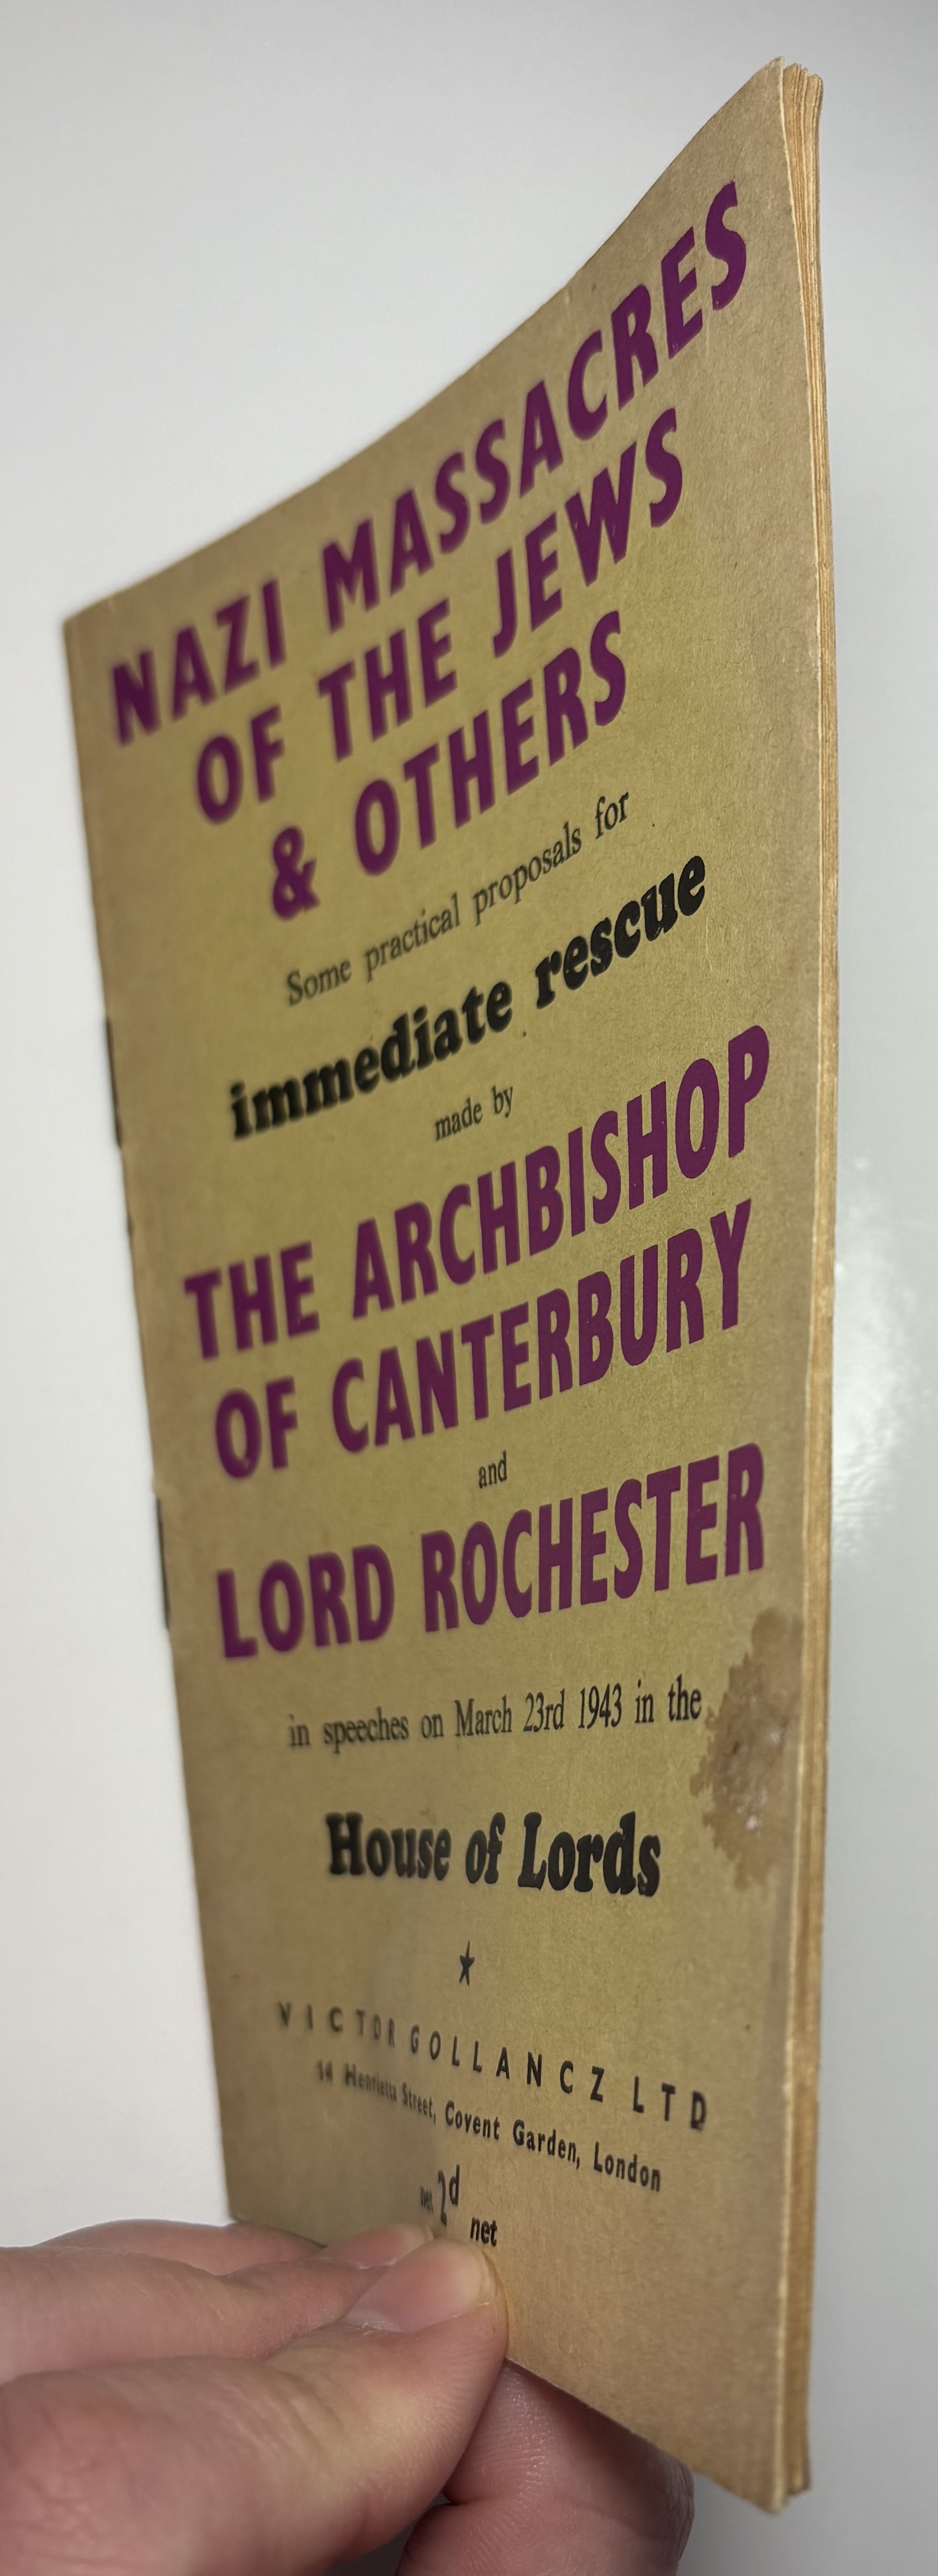 NAZI MASSACRES
OF THE JEWS
& OTHERS
Some practical proposals for
immediate rescue
made by
THE ARCHBISHOP
OF CANTERBURY
and
LORD ROCHESTER
in speeches on March 23rd 1943 in the
House of Lords
VICTOR GOLLANCZ LTD
14 Henrietta Street, Covent Garden, London
net 2d net